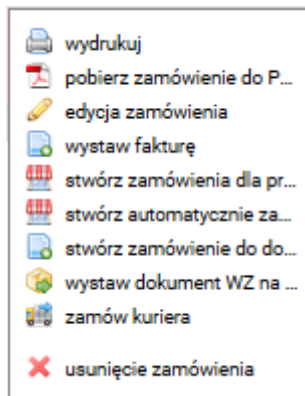 wydrukuj
pobierz zamówienie do P...
edycja zamówienia
wystaw fakturę
stwórz zamówienia dla pr...
stwórz automatycznie za...
stwórz zamówienie do do...
wystaw dokument WZ na ...
zamów kuriera
usunięcie zamówienia